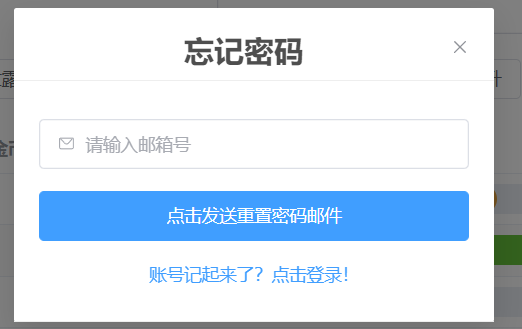 忘记密码
请输入邮箱号
点击发送重置密码邮件
账号记起来了？点击登录！